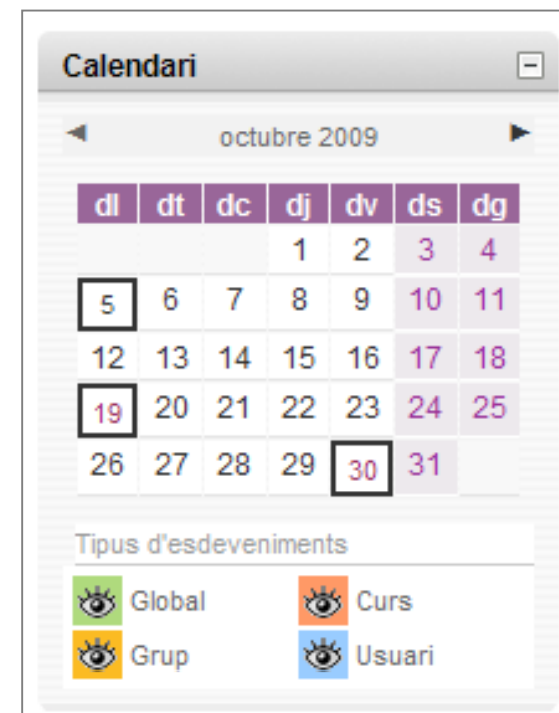 Calendari
octubre 2009
dl dt dc dj dv ds dg
1 2 3 4
5 6 7 8 9 10 11
12 13 14 15 16 17 18
19 20 21 22 23 24 25
26 27 28 29 30 31
Tipus d'esdeveniments
Global Curs
Grup Usuari